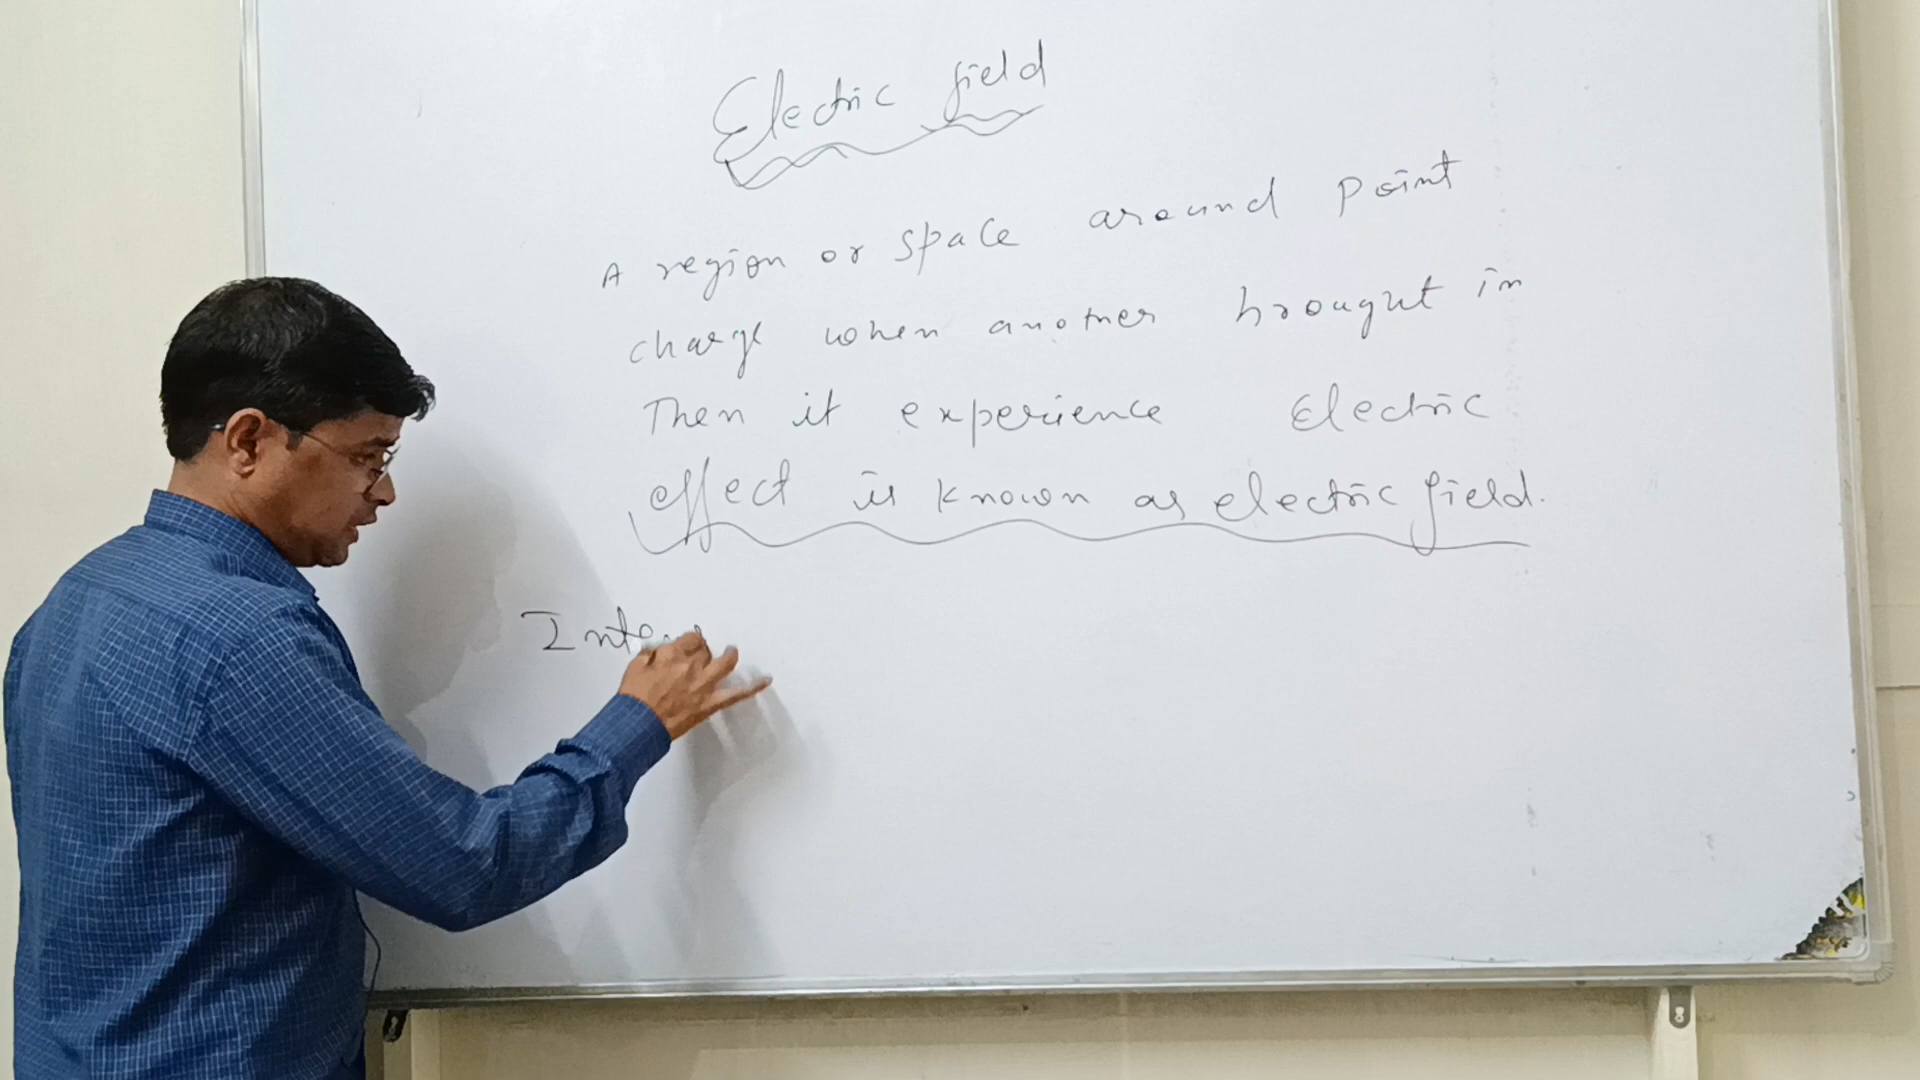 Electric field
A region or space around point
charge when another brought in
Then it experience Electric
effect is known as electric field.